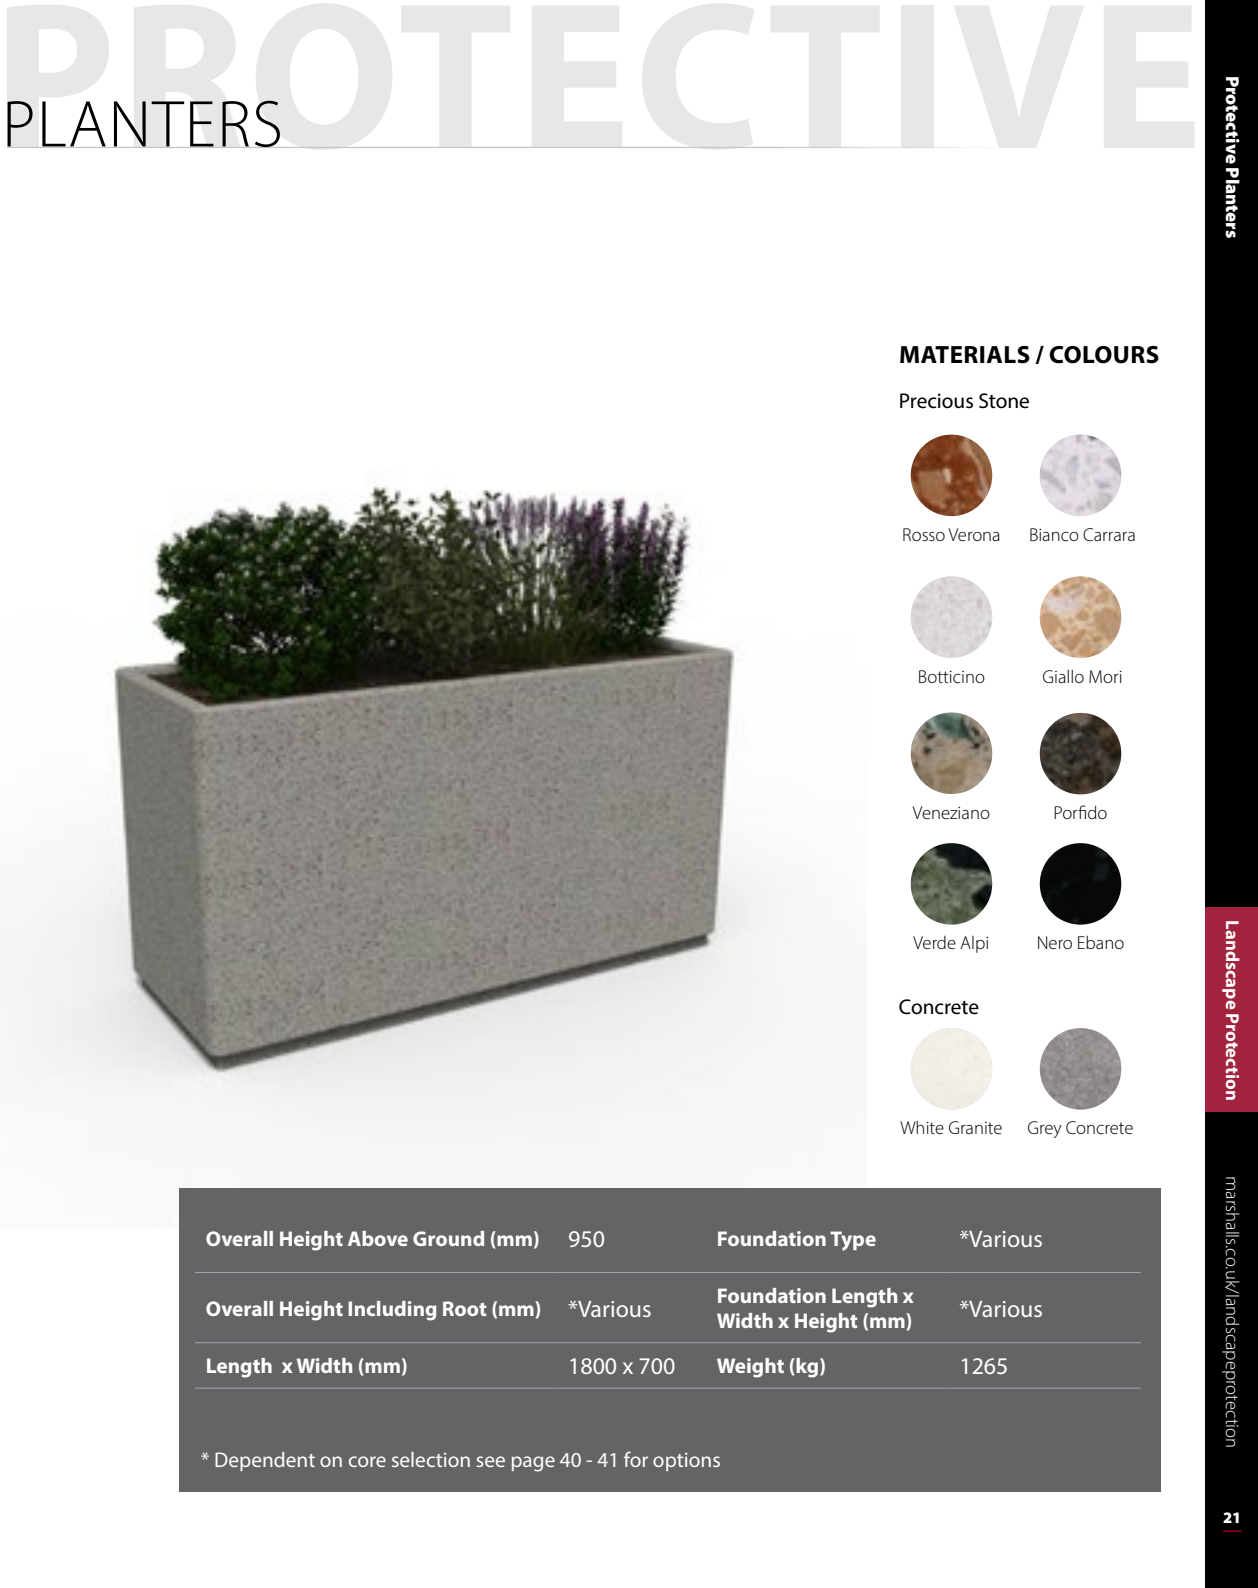 PROTECTIVE
PLANTERS
MATERIALS / COLOURS
Precious Stone
Rosso Verona
Bianco Carrara
Botticino
Giallo Mori
Veneziano
Porfido
Verde Alpi
Nero Ebano
Concrete
White Granite
Grey Concrete
Overall Height Above Ground (mm) 950 Foundation Type *Various
Overall Height Including Root (mm) *Various Foundation Length x
Width x Height (mm) *Various
Length x Width (mm) 1800 x 700 Weight (kg) 1265
* Dependent on core selection see page 40 - 41 for options
Protective Planters
Landscape Protection
marshalls.co.uk/landscapeprotection
21